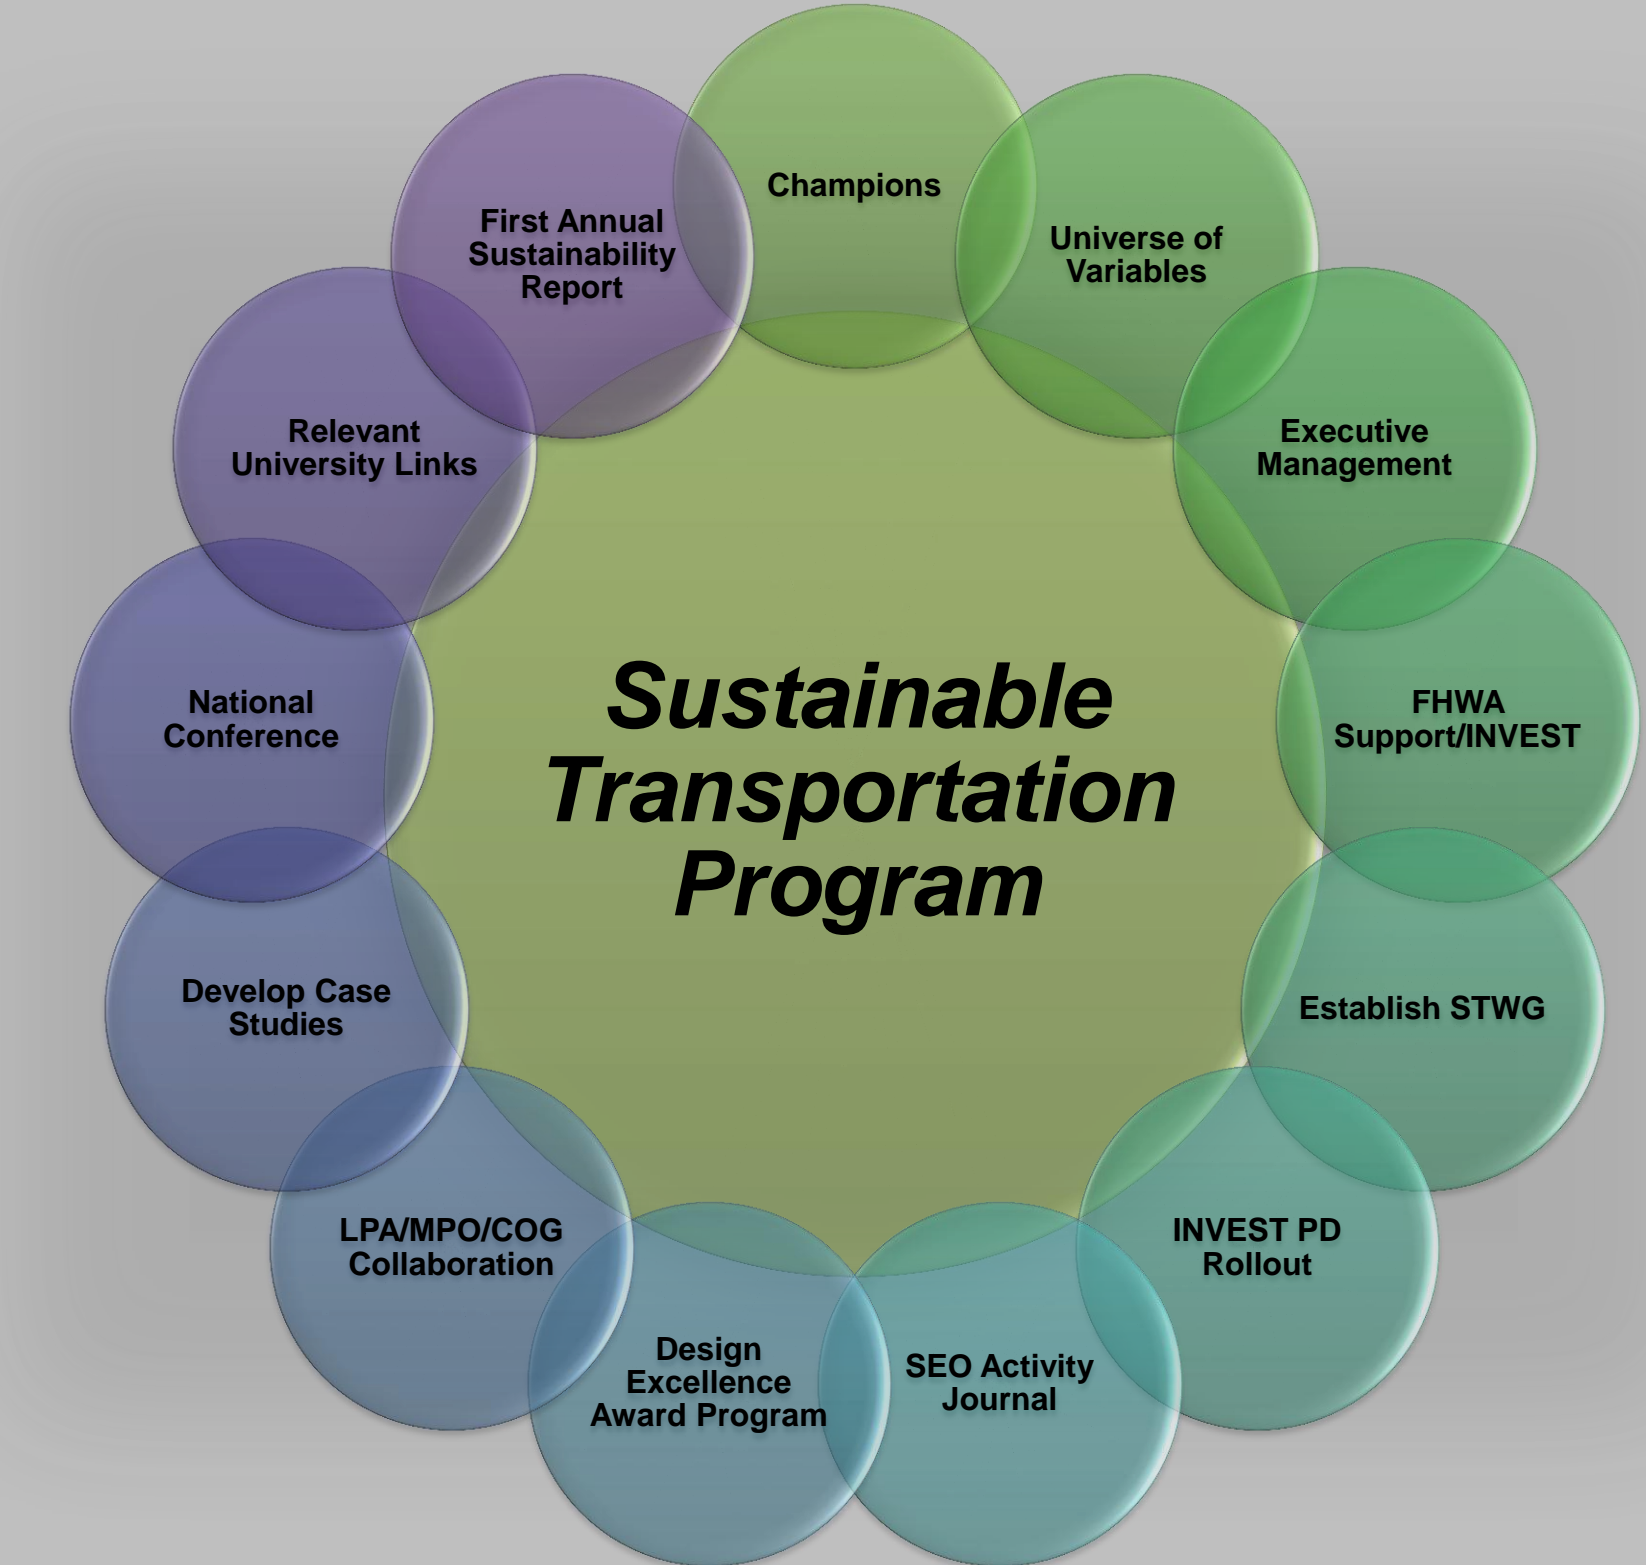 Champions
Universe of
Variables
Executive
Management
FHWA
Support/INVEST
Establish STWG
INVEST PD
Rollout
SEO Activity
Journal
Design
Excellence
Award Program
LPA/MPO/COG
Collaboration
Develop Case
Studies
National
Conference
Relevant
University Links
First Annual
Sustainability
Report
Sustainable
Transportation
Program